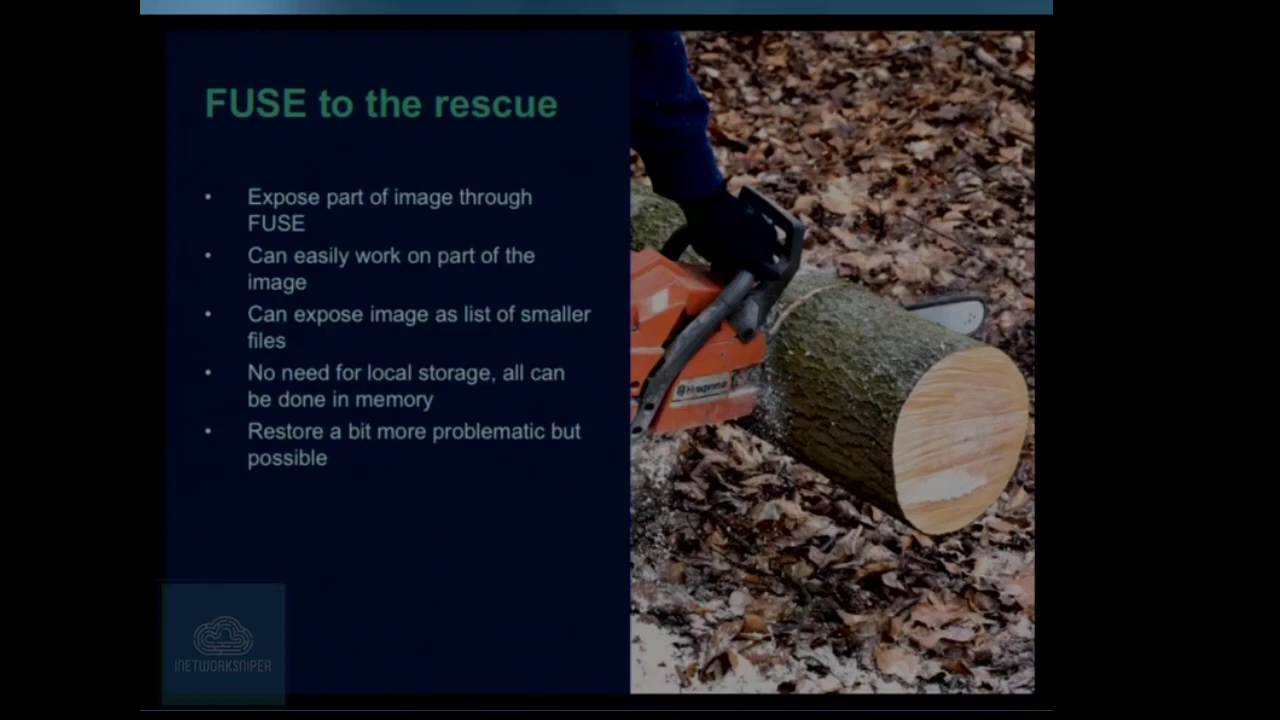 FUSE to the rescue
• Expose part of image through
FUSE
• Can easily work on part of the
image
• Can expose image as list of smaller
files
• No need for local storage, all can
be done in memory
• Restore a bit more problematic but
possible
Husqvarna
INETWORKSNIPER